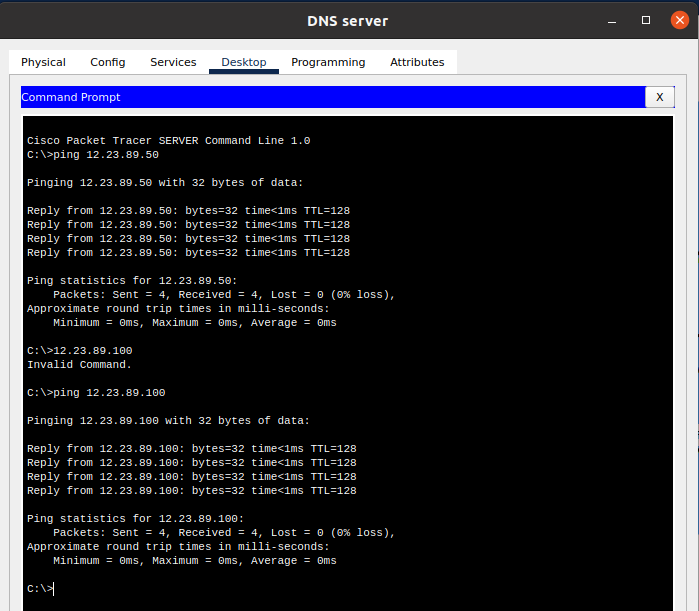 DNS server
Physical Config Services Desktop Programming Attributes
Command Prompt X
Cisco Packet Tracer SERVER Command Line 1.0
C:\>ping 12.23.89.50
Pinging 12.23.89.50 with 32 bytes of data:
Reply from 12.23.89.50: bytes=32 time<1ms TTL=128
Reply from 12.23.89.50: bytes=32 time<1ms TTL=128
Reply from 12.23.89.50: bytes=32 time<1ms TTL=128
Reply from 12.23.89.50: bytes=32 time<1ms TTL=128
Ping statistics for 12.23.89.50:
Packets: Sent = 4, Received = 4, Lost = 0 (0% loss),
Approximate round trip times in milli-seconds:
Minimum = 0ms, Maximum = 0ms, Average = 0ms
C:\>12.23.89.100
Invalid Command.
C:\>ping 12.23.89.100
Pinging 12.23.89.100 with 32 bytes of data:
Reply from 12.23.89.100: bytes=32 time<1ms TTL=128
Reply from 12.23.89.100: bytes=32 time<1ms TTL=128
Reply from 12.23.89.100: bytes=32 time<1ms TTL=128
Reply from 12.23.89.100: bytes=32 time<1ms TTL=128
Ping statistics for 12.23.89.100:
Packets: Sent = 4, Received = 4, Lost = 0 (0% loss),
Approximate round trip times in milli-seconds:
Minimum = 0ms, Maximum = 0ms, Average = 0ms
C:\>